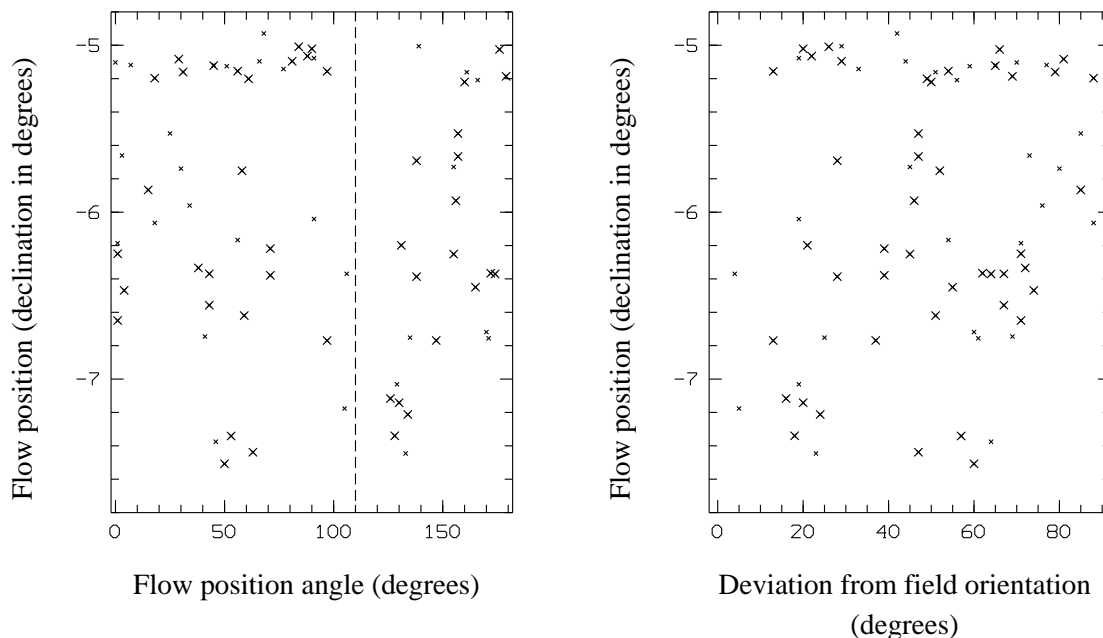 Flow position (declination in degrees)
−5
−6
−7
0 50 100 150
Flow position angle (degrees)
Flow position (declination in degrees)
−5
−6
−7
0 20 40 60 80
Deviation from field orientation
(degrees)